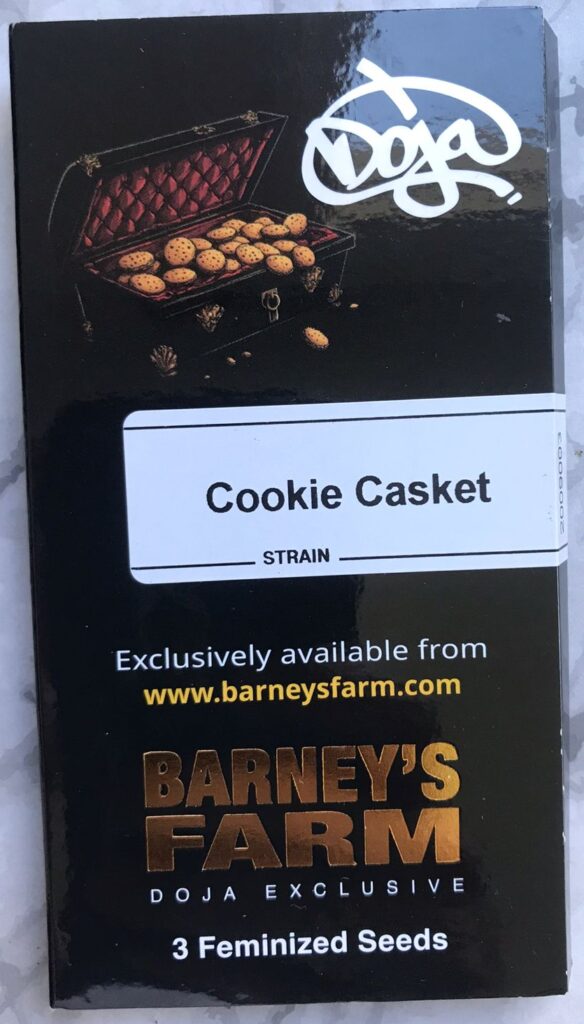 Doja
Cookie Casket
STRAIN
Exclusively available from
www.barneysfarm.com
BARNEY'S
FARM
DOJA EXCLUSIVE
3 Feminized Seeds